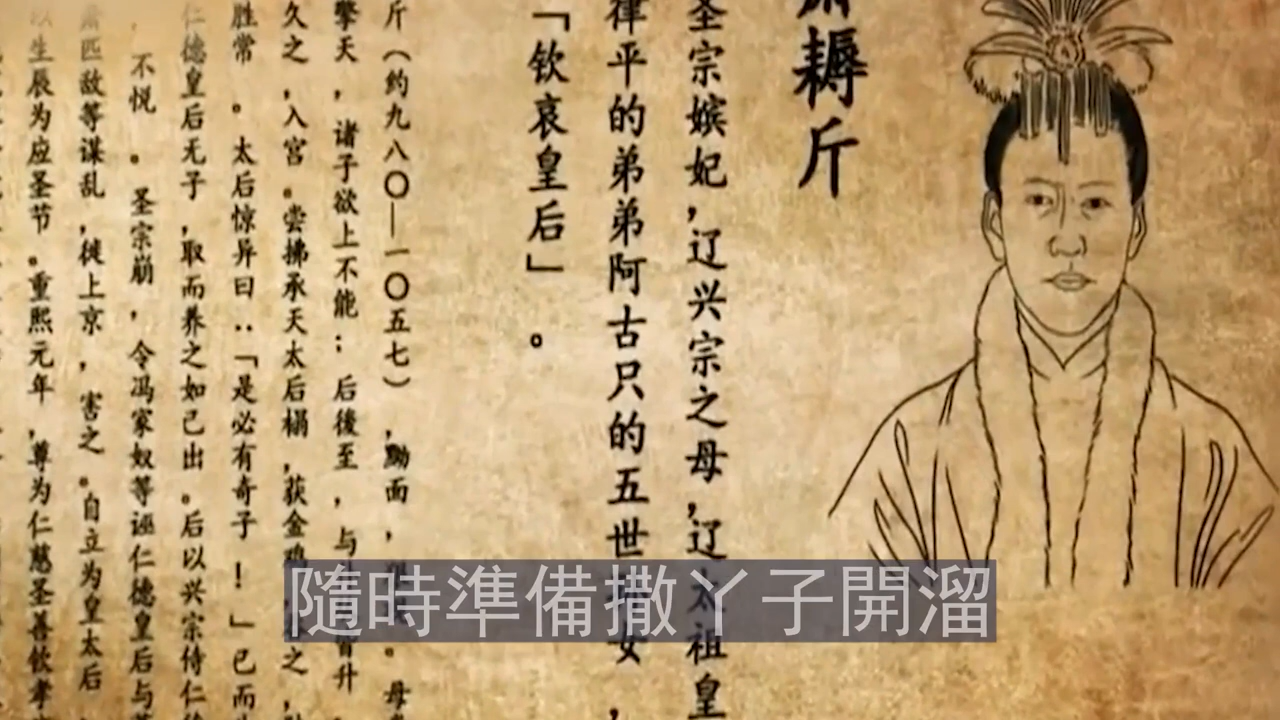 耨斤
圣宗嫔妃,辽兴宗之母,辽太祖皇
律平的弟弟阿古只的五世
女,
「钦哀皇后」。
斤(約九八〇—一〇五七),黝面,
。母
擎天,诸子欲上不能;后後至,与
升
久之,入宫。尝拂承天太后榻,获金
之,
胜常。太后惊异曰:「是必有奇子!」已而
仁德皇后无子,取而养之如己出。后以兴宗侍仁
不悦。圣宗崩,令冯家奴等诬仁德皇后与
匹敌等谋乱,徙上京,害之。自立为皇太后
生辰为应圣节。重熙元年,尊为仁慈圣善钦孝
隨時準備撒丫子開溜